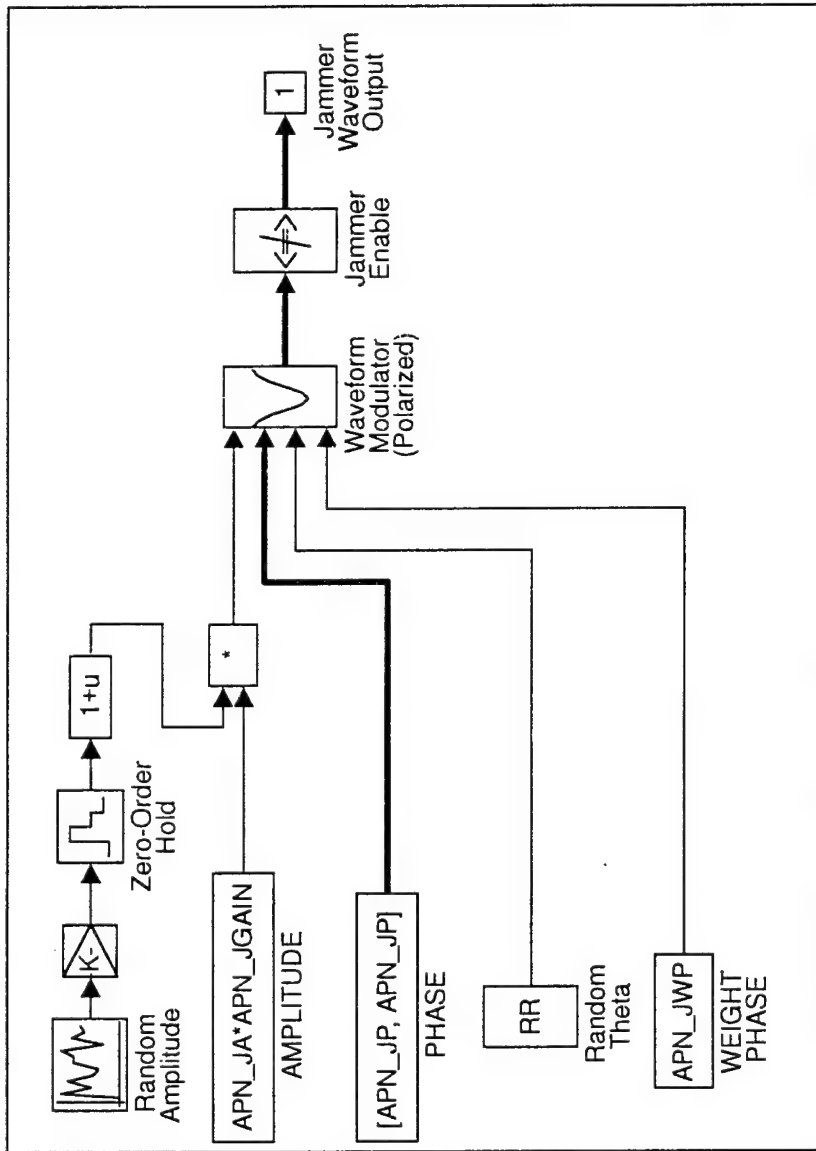 Random
Amplitude
K-
Zero-Order
Hold
1+u
*
APN_JA*APN_JGAIN
AMPLITUDE
[APN_JP, APN_JP]
PHASE
RR
Random
Theta
APN_JWP
WEIGHT
PHASE
Waveform
Modulator
(Polarized)
Jammer
Enable
1
Jammer
Waveform
Output